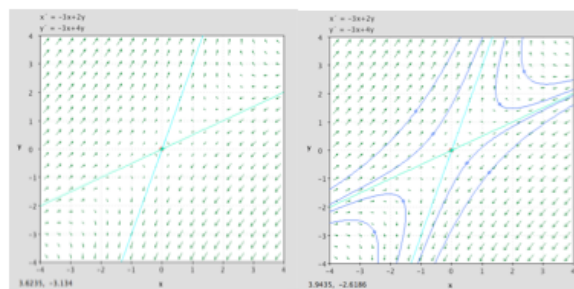 x' = -3x+2y
y' = -3x+4y
4
3
2
1
y 0
-1
-2
-3
-4
-4 -3 -2 -1 0 1 2 3 4
3.6235, -3.134 x
x' = -3x+2y
y' = -3x+4y
4
3
2
1
y 0
-1
-2
-3
-4
-4 -3 -2 -1 0 1 2 3 4
3.9435, -2.6186 x